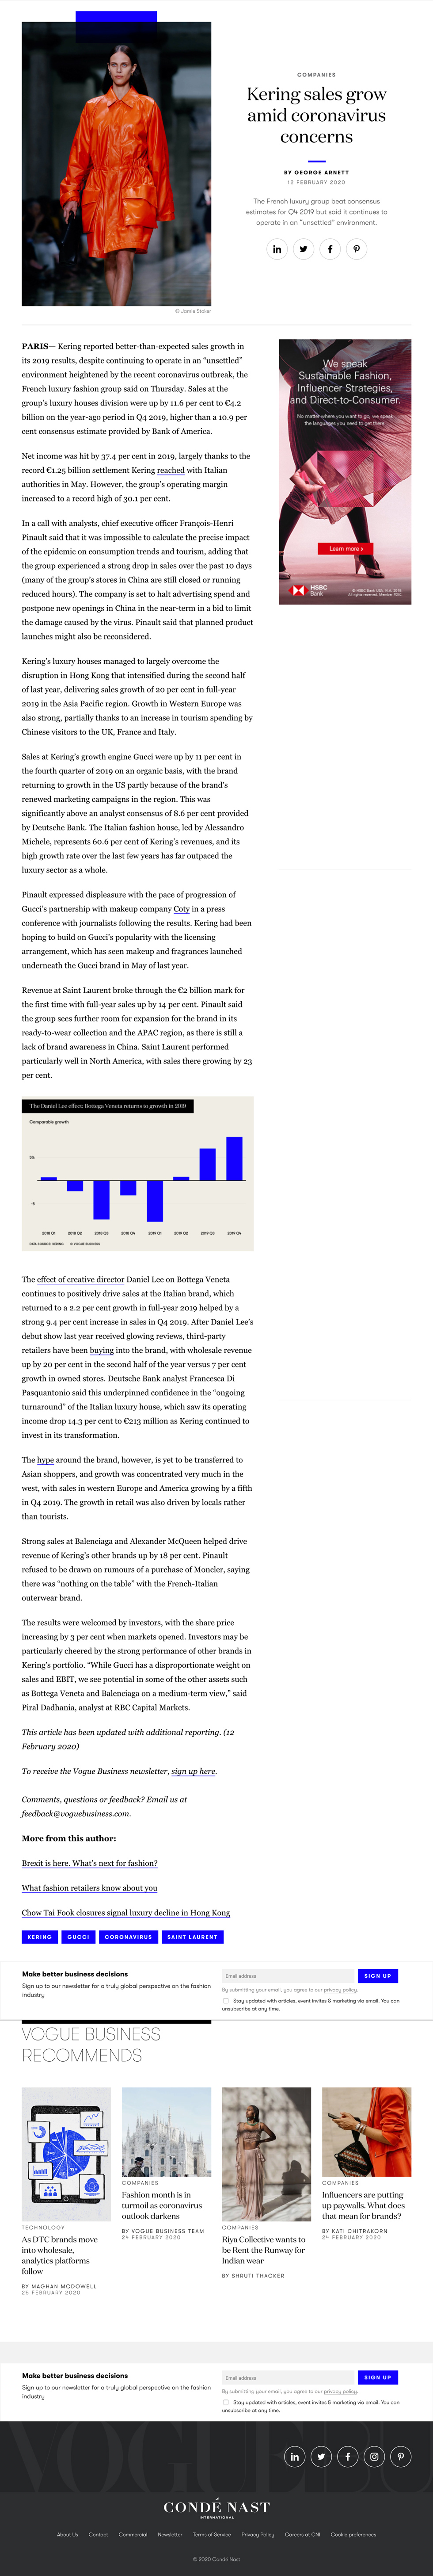 COMPANIES
Kering sales grow
amid coronavirus
concerns
BY GEORGE ARNETT
12 FEBRUARY 2020
The French luxury group beat consensus
estimates for Q4 2019 but said it continues to
operate in an "unsettled" environment.
© Jamie Stoker
PARIS— Kering reported better-than-expected sales growth in
its 2019 results, despite continuing to operate in an “unsettled”
environment heightened by the recent coronavirus outbreak, the
French luxury fashion group said on Thursday. Sales at the
group’s luxury houses division were up by 11.6 per cent to €4.2
billion on the year-ago period in Q4 2019, higher than a 10.9 per
cent consensus estimate provided by Bank of America.
Net income was hit by 37.4 per cent in 2019, largely thanks to the
record €1.25 billion settlement Kering reached with Italian
authorities in May. However, the group’s operating margin
increased to a record high of 30.1 per cent.
In a call with analysts, chief executive officer François-Henri
Pinault said that it was impossible to calculate the precise impact
of the epidemic on consumption trends and tourism, adding that
the group experienced a strong drop in sales over the past 10 days
(many of the group’s stores in China are still closed or running
reduced hours). The company is set to halt advertising spend and
postpone new openings in China in the near-term in a bid to limit
the damage caused by the virus. Pinault said that planned product
launches might also be reconsidered.
Kering’s luxury houses managed to largely overcome the
disruption in Hong Kong that intensified during the second half
of last year, delivering sales growth of 20 per cent in full-year
2019 in the Asia Pacific region. Growth in Western Europe was
also strong, partially thanks to an increase in tourism spending by
Chinese visitors to the UK, France and Italy.
Sales at Kering’s growth engine Gucci were up by 11 per cent in
the fourth quarter of 2019 on an organic basis, with the brand
returning to growth in the US partly because of the brand’s
renewed marketing campaigns in the region. This was
significantly above an analyst consensus of 8.6 per cent provided
by Deutsche Bank. The Italian fashion house, led by Alessandro
Michele, represents 60.6 per cent of Kering’s revenues, and its
high growth rate over the last few years has far outpaced the
luxury sector as a whole.
Pinault expressed displeasure with the pace of progression of
Gucci’s partnership with makeup company Coty in a press
conference with journalists following the results. Kering had been
hoping to build on Gucci’s popularity with the licensing
arrangement, which has seen makeup and fragrances launched
underneath the Gucci brand in May of last year.
Revenue at Saint Laurent broke through the €2 billion mark for
the first time with full-year sales up by 14 per cent. Pinault said
the group sees further room for expansion for the brand in its
ready-to-wear collection and the APAC region, as there is still a
lack of brand awareness in China. Saint Laurent performed
particularly well in North America, with sales there growing by 23
per cent.
The Daniel Lee effect: Bottega Veneta returns to growth in 2019
Comparable growth
5%
-5
2018 Q1 2018 Q2 2018 Q3 2018 Q4 2019 Q1 2019 Q2 2019 Q3 2019 Q4
DATA SOURCE: KERING © VOGUE BUSINESS
The effect of creative director Daniel Lee on Bottega Veneta
continues to positively drive sales at the Italian brand, which
returned to a 2.2 per cent growth in full-year 2019 helped by a
strong 9.4 per cent increase in sales in Q4 2019. After Daniel Lee’s
debut show last year received glowing reviews, third-party
retailers have been buying into the brand, with wholesale revenue
up by 20 per cent in the second half of the year versus 7 per cent
growth in owned stores. Deutsche Bank analyst Francesca Di
Pasquantonio said this underpinned confidence in the “ongoing
turnaround” of the Italian luxury house, which saw its operating
income drop 14.3 per cent to €213 million as Kering continued to
invest in its transformation.
The hype around the brand, however, is yet to be transferred to
Asian shoppers, and growth was concentrated very much in the
west, with sales in western Europe and America growing by a fifth
in Q4 2019. The growth in retail was also driven by locals rather
than tourists.
Strong sales at Balenciaga and Alexander McQueen helped drive
revenue of Kering’s other brands up by 18 per cent. Pinault
refused to be drawn on rumours of a purchase of Moncler, saying
there was “nothing on the table” with the French-Italian
outerwear brand.
The results were welcomed by investors, with the share price
increasing by 3 per cent when markets opened. Investors may be
particularly cheered by the strong performance of other brands in
Kering’s portfolio. “While Gucci has a disproportionate weight on
sales and EBIT, we see potential in some of the other assets such
as Bottega Veneta and Balenciaga on a medium-term view,” said
Piral Dadhania, analyst at RBC Capital Markets.
This article has been updated with additional reporting. (12
February 2020)
To receive the Vogue Business newsletter, sign up here.
Comments, questions or feedback? Email us at
feedback@voguebusiness.com.
More from this author:
Brexit is here. What’s next for fashion?
What fashion retailers know about you
Chow Tai Fook closures signal luxury decline in Hong Kong
KERING GUCCI CORONAVIRUS SAINT LAURENT
We speak
Sustainable Fashion,
Influencer Strategies,
and Direct-to-Consumer.
No matter where you want to go, we speak
the languages you need to get there
Learn more >
HSBC
Bank
© HSBC Bank USA, N.A. 2019
All rights reserved. Member FDIC
Make better business decisions
Sign up to our newsletter for a truly global perspective on the fashion
industry
Email address
SIGN UP
By submitting your email, you agree to our privacy policy.
Stay updated with articles, event invites & marketing via email. You can
unsubscribe at any time.
VOGUE BUSINESS
RECOMMENDS
TECHNOLOGY
As DTC brands move
into wholesale,
analytics platforms
follow
BY MAGHAN MCDOWELL
25 FEBRUARY 2020
COMPANIES
Fashion month is in
turmoil as coronavirus
outlook darkens
BY VOGUE BUSINESS TEAM
24 FEBRUARY 2020
COMPANIES
Riya Collective wants to
be Rent the Runway for
Indian wear
BY SHRUTI THACKER
COMPANIES
Influencers are putting
up paywalls. What does
that mean for brands?
BY KATI CHITRAKORN
24 FEBRUARY 2020
Make better business decisions
Sign up to our newsletter for a truly global perspective on the fashion
industry
Email address
SIGN UP
By submitting your email, you agree to our privacy policy.
Stay updated with articles, event invites & marketing via email. You can
unsubscribe at any time.
VOGUE BU
CONDÉ NAST
INTERNATIONAL
About Us Contact Commercial Newsletter Terms of Service Privacy Policy Careers at CNI Cookie preferences
© 2020 Condé Nast